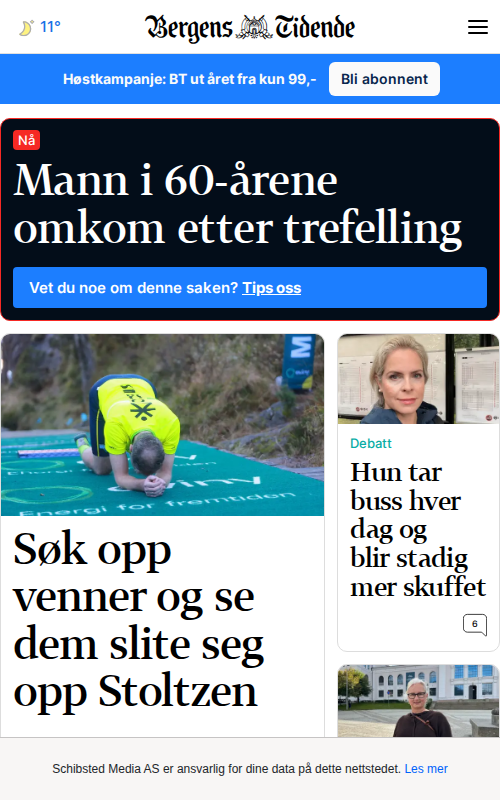 11°
Bergens Tidende
Høstkampanje: BT ut året fra kun 99,-
Bli abonnent
Nå
Mann i 60-årene
omkom etter trefelling
Vet du noe om denne saken? Tips oss
Energi for fremtiden
Søk opp
venner og se
dem slite seg
opp Stoltzen
Debatt
Hun tar
buss hver
dag og
blir stadig
mer skuffet
6
Schibsted Media AS er ansvarlig for dine data på dette nettstedet. Les mer